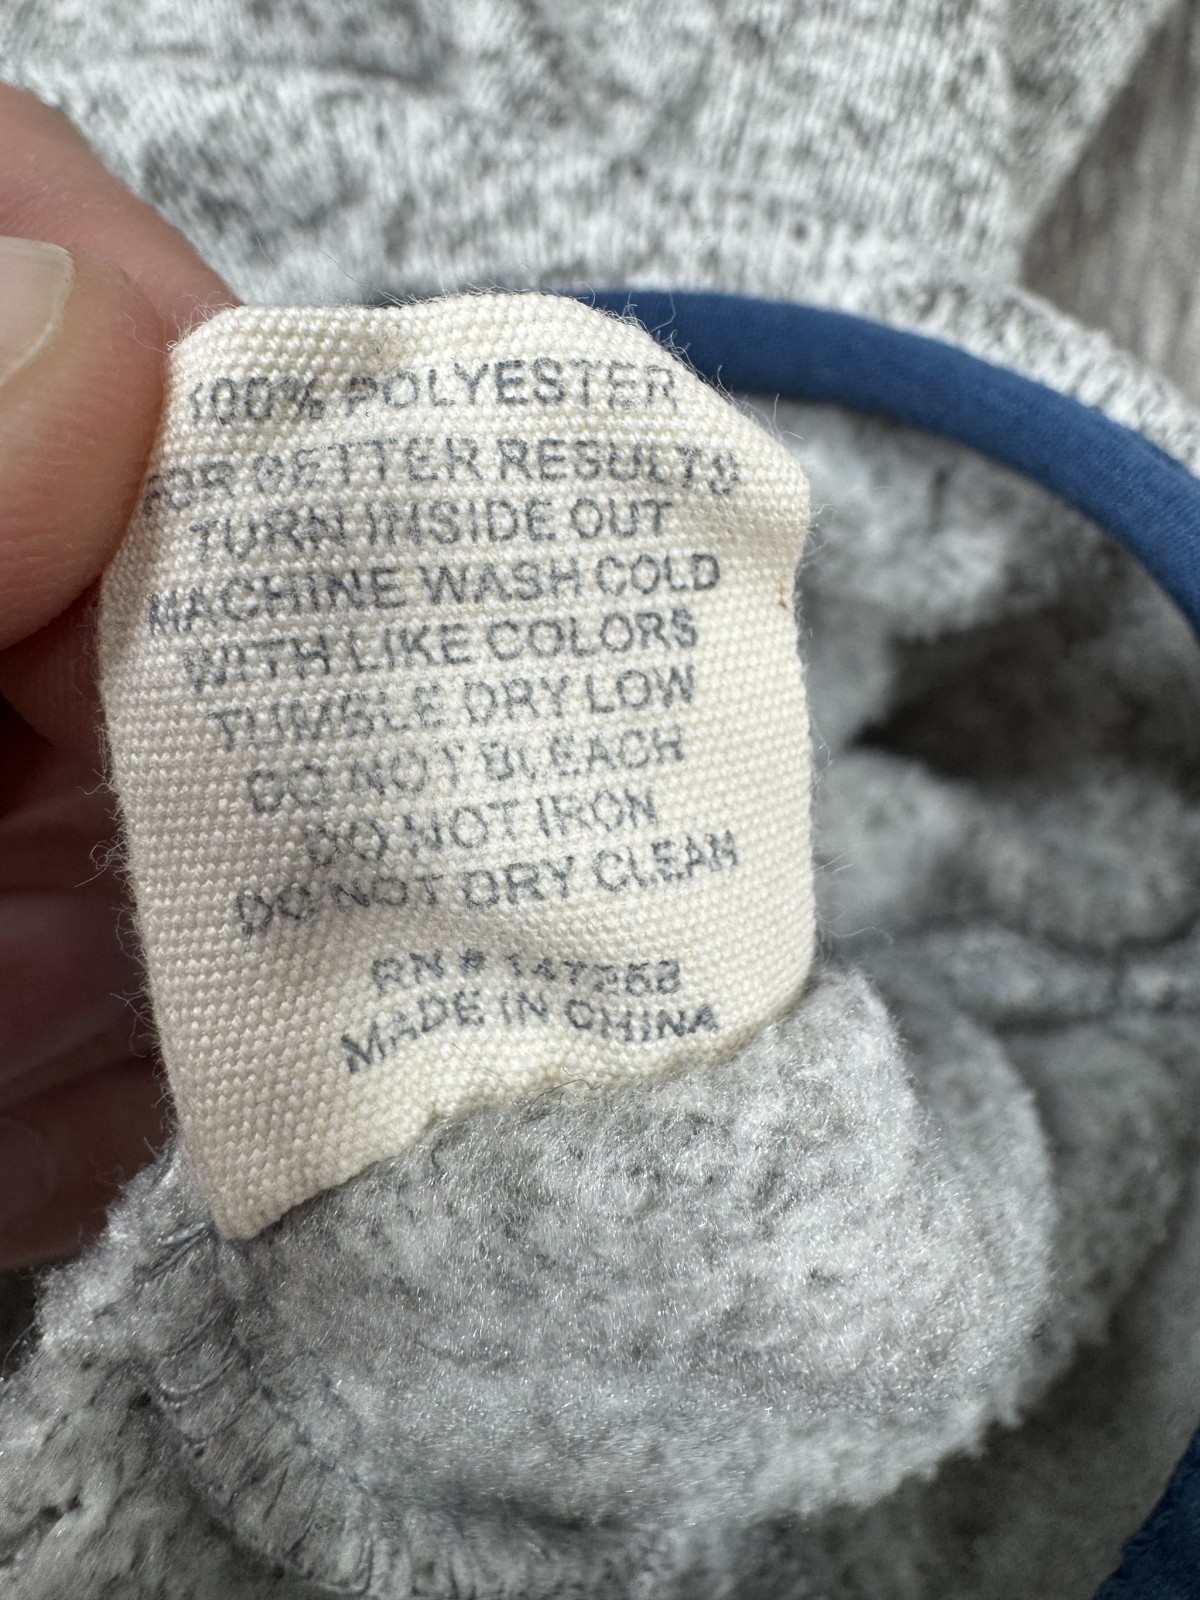 100% POLYESTER
FOR BETTER RESULTS
TURN INSIDE OUT
MACHINE WASH COLD
WITH LIKE COLORS
TUMBLE DRY LOW
DO NOT BLEACH
DO NOT IRON
DO NOT DRY CLEAN
RN #
MADE IN CHINA